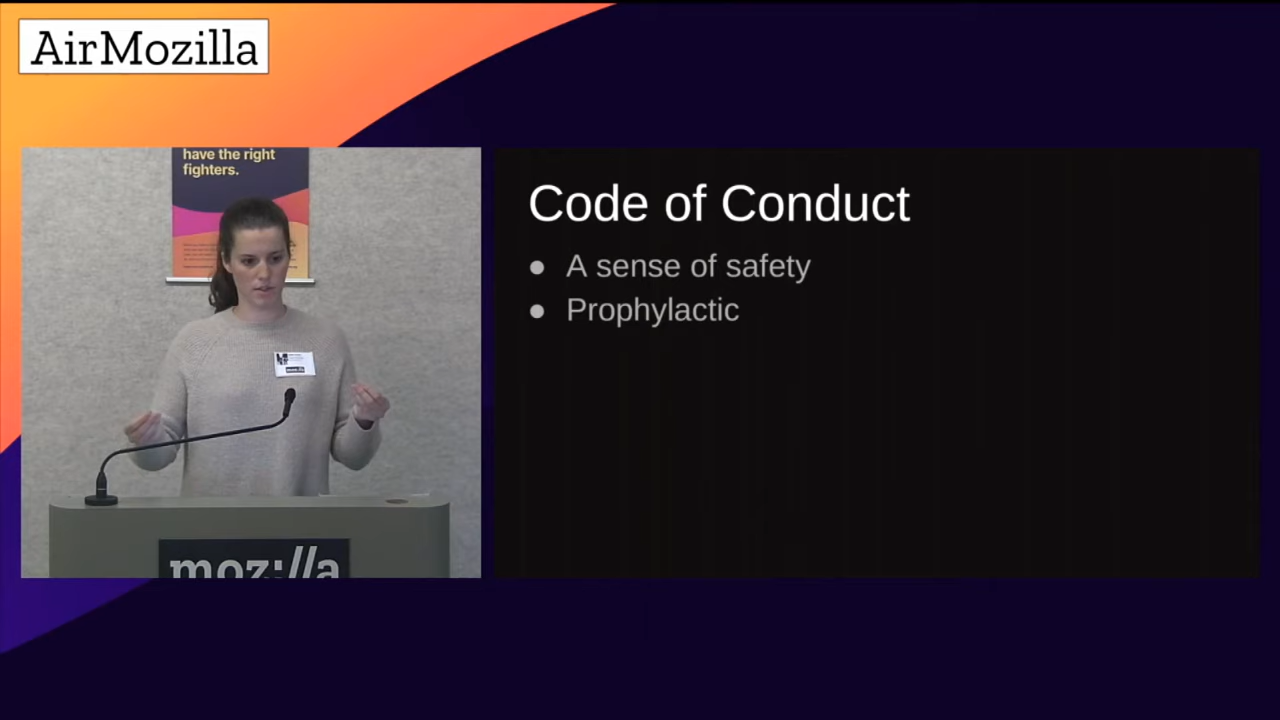 AirMozilla
have the right
fighters.
moz://a
Code of Conduct
● A sense of safety
● Prophylactic